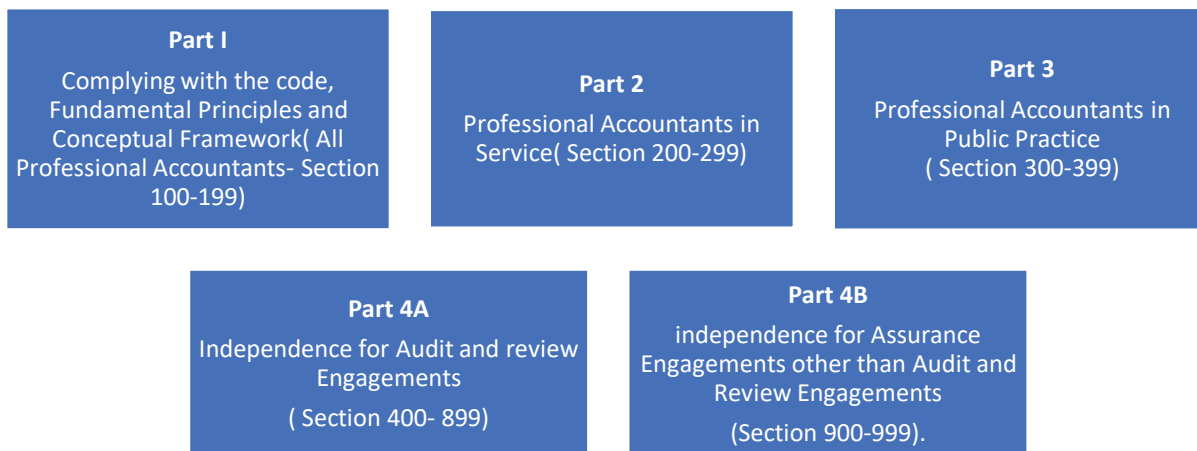 Part I
Complying with the code,
Fundamental Principles and
Conceptual Framework( All
Professional Accountants- Section
100-199)
Part 2
Professional Accountants in
Service( Section 200-299)
Part 3
Professional Accountants in
Public Practice
( Section 300-399)
Part 4A
Independence for Audit and review
Engagements
( Section 400- 899)
Part 4B
independence for Assurance
Engagements other than Audit and
Review Engagements
(Section 900-999).